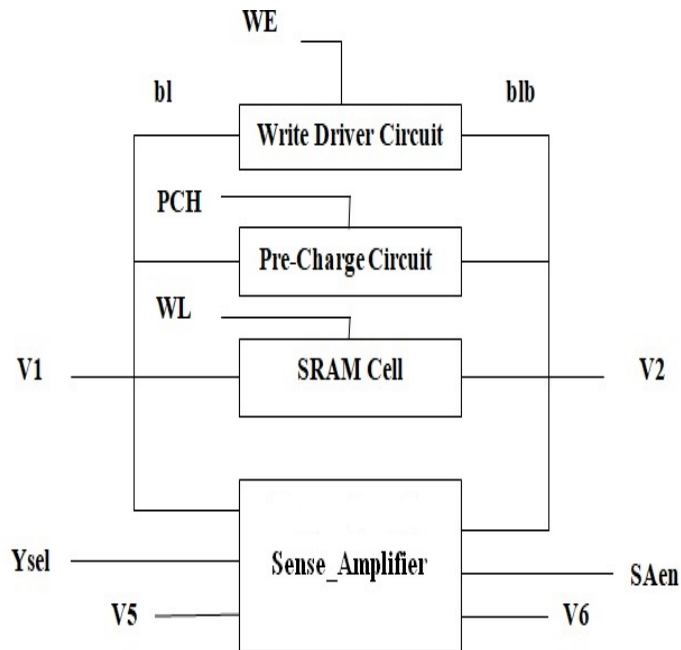 WE
bl
blb
Write Driver Circuit
PCH
Pre-Charge Circuit
WL
V1
SRAM Cell
V2
Ysel
Sense_Amplifier
SAen
V5
V6